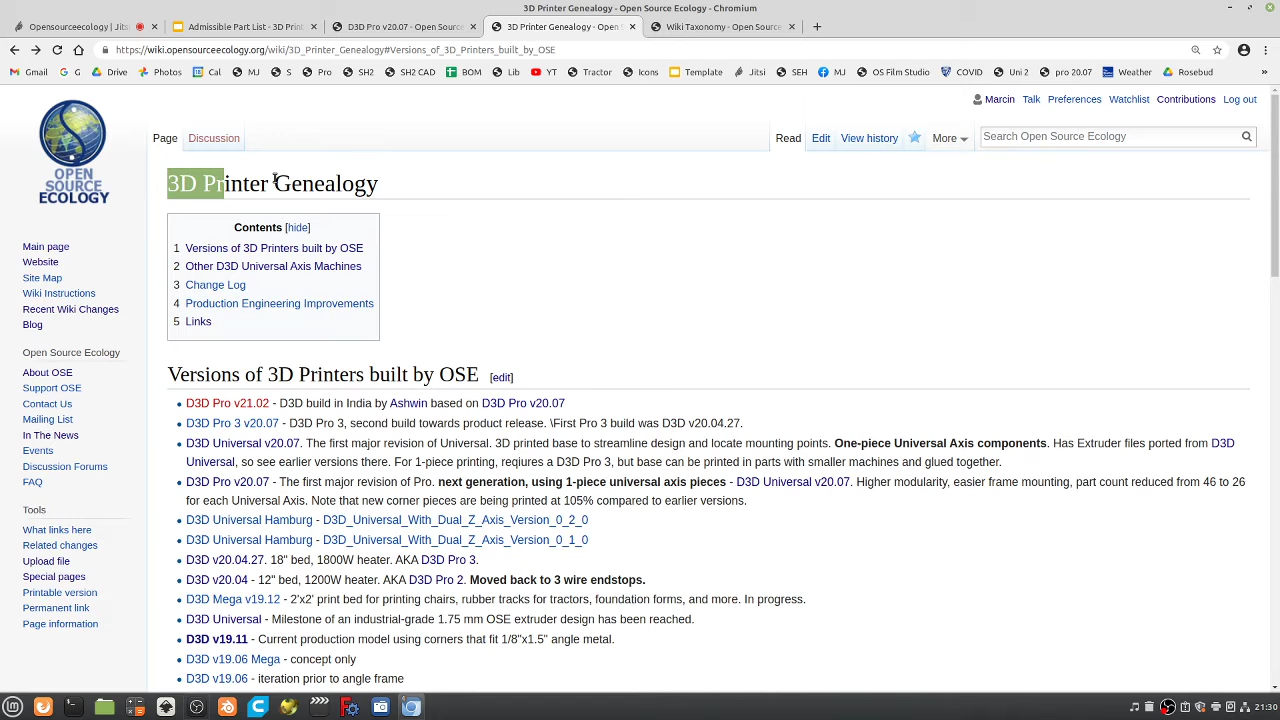 3D Printer Genealogy - Open Source Ecology - Chromium
Opensourceecology | Jits
Admissible Part List - 3D Print
D3D Pro v20.07 - Open Source
3D Printer Genealogy - Open S
Wiki Taxonomy - Open Source
https://wiki.opensourceecology.org/wiki/3D_Printer_Genealogy#Versions_of_3D_Printers_built_by_OSE
Gmail G Drive Photos Cal MJ S Pro SH2 SH2 CAD BOM Lib YT Tractor Icons Template Jitsi SEH MJ OS Film Studio COVID Uni 2 pro 20.07 Weather Rosebud »
Marcin Talk Preferences Watchlist Contributions Log out
Page Discussion Read Edit View history More Search Open Source Ecology
OPEN
SOURCE
ECOLOGY
3D Printer Genealogy
Contents [hide]
1 Versions of 3D Printers built by OSE
2 Other D3D Universal Axis Machines
3 Change Log
4 Production Engineering Improvements
5 Links
Main page
Website
Site Map
Wiki Instructions
Recent Wiki Changes
Blog
Open Source Ecology
About OSE
Support OSE
Contact Us
Mailing List
In The News
Events
Discussion Forums
FAQ
Tools
What links here
Related changes
Upload file
Special pages
Printable version
Permanent link
Page information
Versions of 3D Printers built by OSE [edit]
• D3D Pro v21.02 - D3D build in India by Ashwin based on D3D Pro v20.07
• D3D Pro 3 v20.07 - D3D Pro 3, second build towards product release. \First Pro 3 build was D3D v20.04.27.
• D3D Universal v20.07. The first major revision of Universal. 3D printed base to streamline design and locate mounting points. One-piece Universal Axis components. Has Extruder files ported from D3D
Universal, so see earlier versions there. For 1-piece printing, reqiures a D3D Pro 3, but base can be printed in parts with smaller machines and glued together.
• D3D Pro v20.07 - The first major revision of Pro. next generation, using 1-piece universal axis pieces - D3D Universal v20.07. Higher modularity, easier frame mounting, part count reduced from 46 to 26
for each Universal Axis. Note that new corner pieces are being printed at 105% compared to earlier versions.
• D3D Universal Hamburg - D3D_Universal_With_Dual_Z_Axis_Version_0_2_0
• D3D Universal Hamburg - D3D_Universal_With_Dual_Z_Axis_Version_0_1_0
• D3D v20.04.27. 18" bed, 1800W heater. AKA D3D Pro 3.
• D3D v20.04 - 12" bed, 1200W heater. AKA D3D Pro 2. Moved back to 3 wire endstops.
• D3D Mega v19.12 - 2'x2' print bed for printing chairs, rubber tracks for tractors, foundation forms, and more. In progress.
• D3D Universal - Milestone of an industrial-grade 1.75 mm OSE extruder design has been reached.
• D3D v19.11 - Current production model using corners that fit 1/8"x1.5" angle metal.
• D3D v19.06 Mega - concept only
• D3D v19.06 - iteration prior to angle frame
21:30